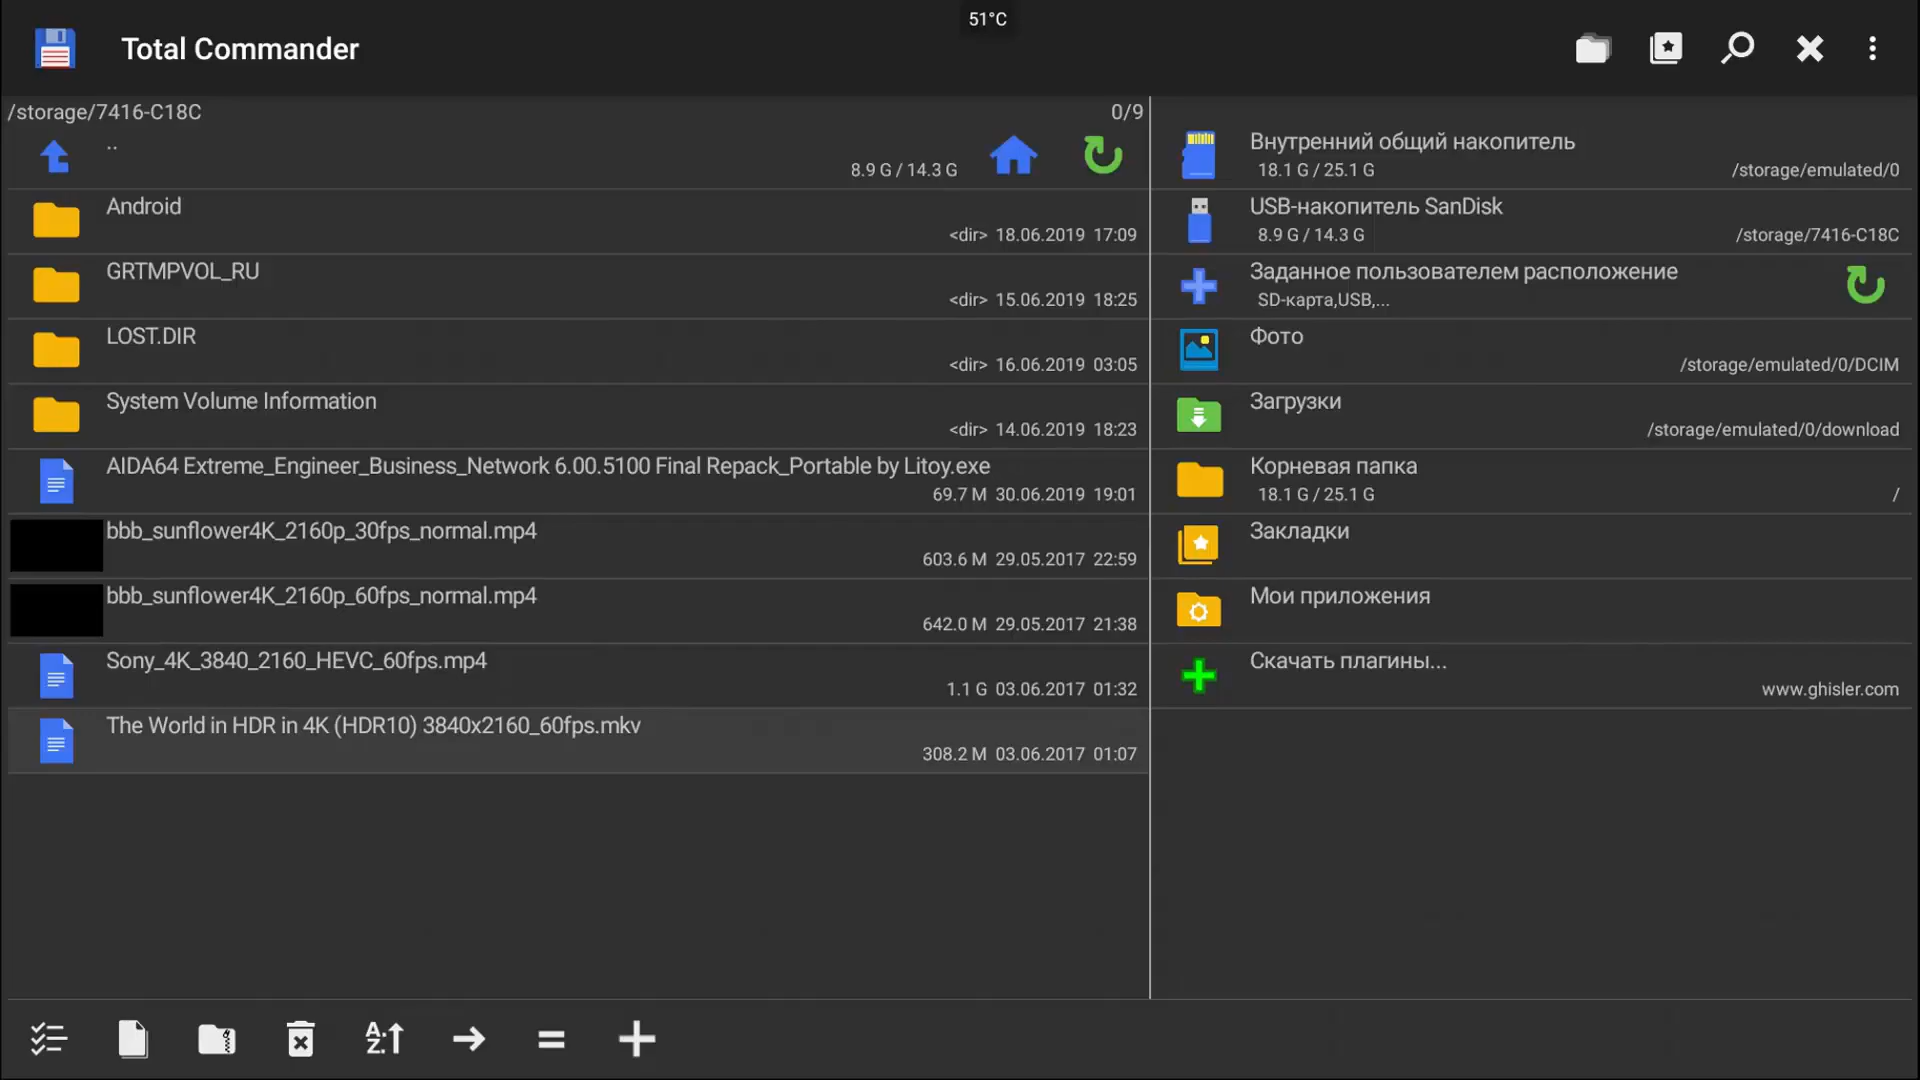 51°C
Total Commander
/storage/7416-C18C 0/9
..
8.9 G / 14.3 G
Android
<dir> 18.06.2019 17:09
GRTMPVOL_RU
<dir> 15.06.2019 18:25
LOST.DIR
<dir> 16.06.2019 03:05
System Volume Information
<dir> 14.06.2019 18:23
AIDA64 Extreme_Engineer_Business_Network 6.00.5100 Final Repack_Portable by Litoy.exe
69.7 M 30.06.2019 19:01
bbb_sunflower4K_2160p_30fps_normal.mp4
603.6 M 29.05.2017 22:59
bbb_sunflower4K_2160p_60fps_normal.mp4
642.0 M 29.05.2017 21:38
Sony_4K_3840_2160_HEVC_60fps.mp4
1.1 G 03.06.2017 01:32
The World in HDR in 4K (HDR10) 3840x2160_60fps.mkv
308.2 M 03.06.2017 01:07
Внутренний общий накопитель
18.1 G / 25.1 G /storage/emulated/0
USB-накопитель SanDisk
8.9 G / 14.3 G /storage/7416-C18C
Заданное пользователем расположение
SD-карта,USB,...
Фото
/storage/emulated/0/DCIM
Загрузки
/storage/emulated/0/download
Корневая папка
18.1 G / 25.1 G /
Закладки
Мои приложения
Скачать плагины...
www.ghisler.com
A:Z